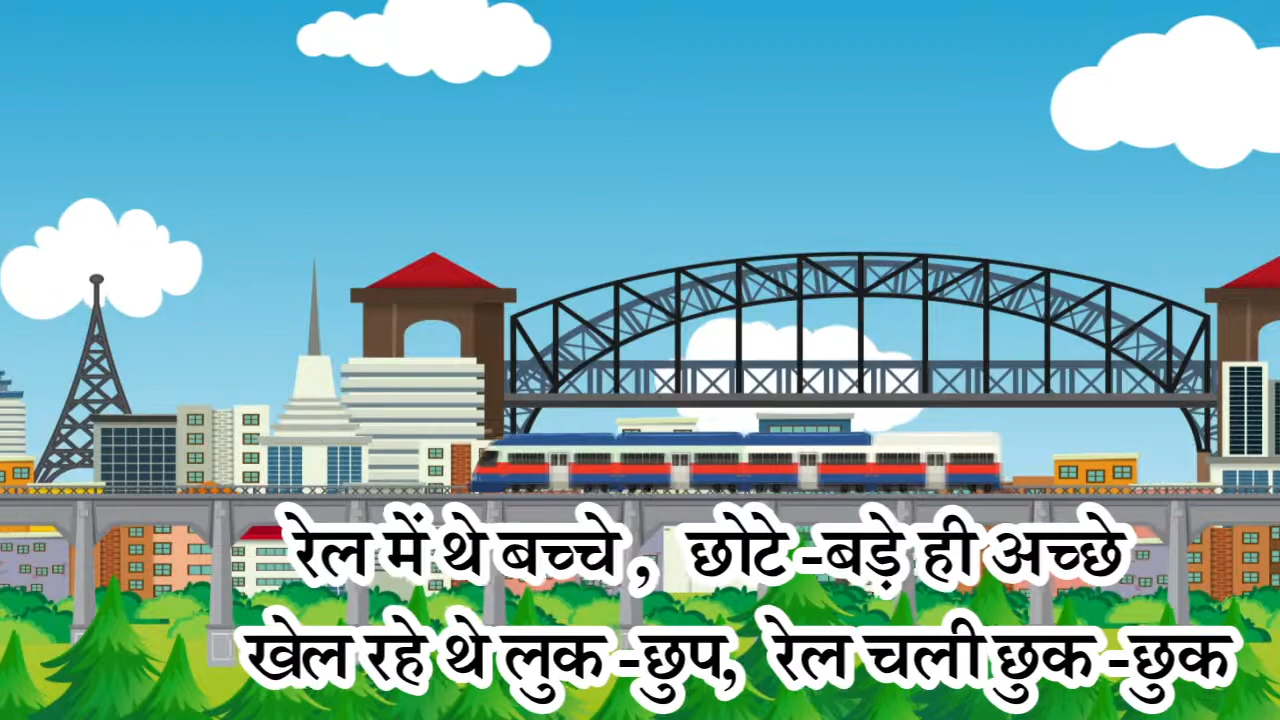 रेल में थे बच्चे , छोटे -बड़े ही अच्छे
खेल रहे थे लुक -छुप, रेल चली छुक -छुक